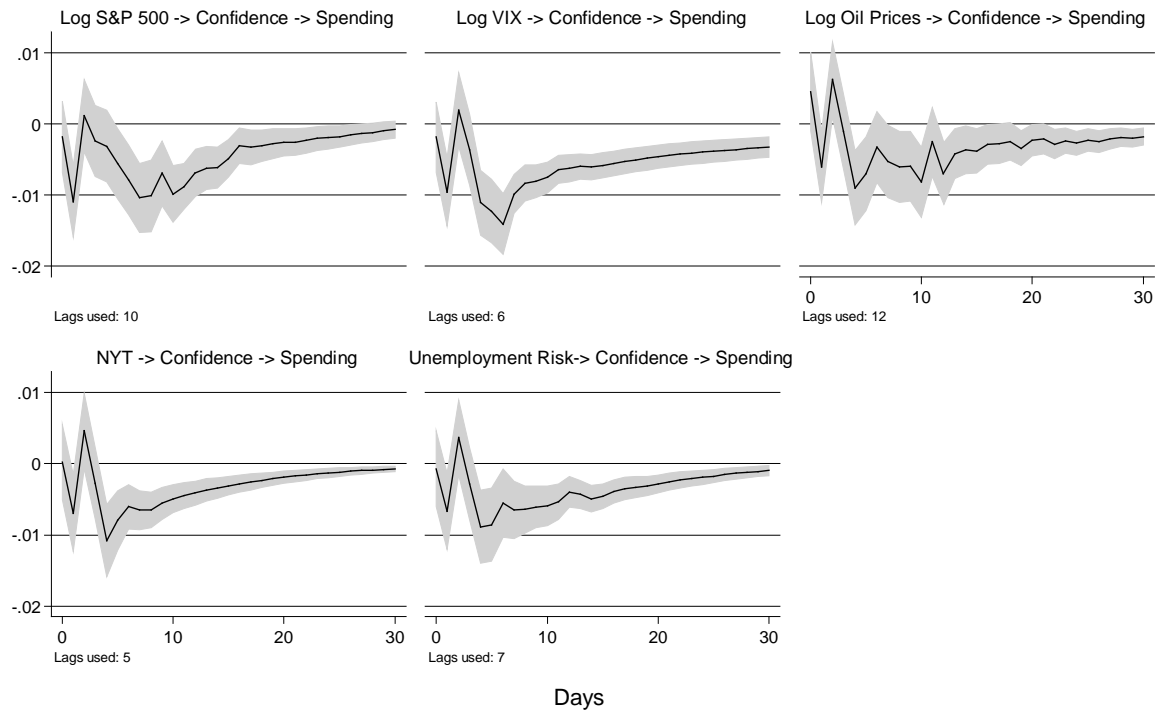 Log S&P 500 -> Confidence -> Spending
Log VIX -> Confidence -> Spending
Log Oil Prices -> Confidence -> Spending
.01
0
-.01
-.02
0 10 20 30
Lags used: 10
Lags used: 6
Lags used: 12
NYT -> Confidence -> Spending
Unemployment Risk-> Confidence -> Spending
.01
0
-.01
-.02
0 10 20 30
0 10 20 30
Lags used: 5
Lags used: 7
Days